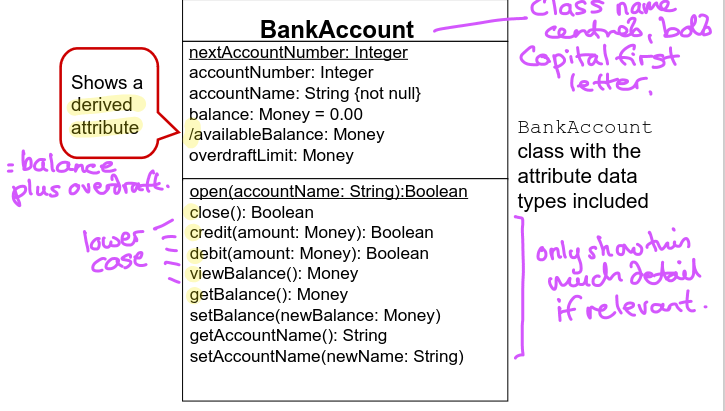 Class name
centred, bold
Capital first
letter.
BankAccount
nextAccountNumber: Integer
accountNumber: Integer
accountName: String {not null}
balance: Money = 0.00
/availableBalance: Money
overdraftLimit: Money
open(accountName: String):Boolean
close(): Boolean
credit(amount: Money): Boolean
debit(amount: Money): Boolean
viewBalance(): Money
getBalance(): Money
setBalance(newBalance: Money)
getAccountName(): String
setAccountName(newName: String)
Shows a
derived
attribute
= balance
plus overdraft.
lower
case
BankAccount
class with the
attribute data
types included
only show this
much detail
if relevant.